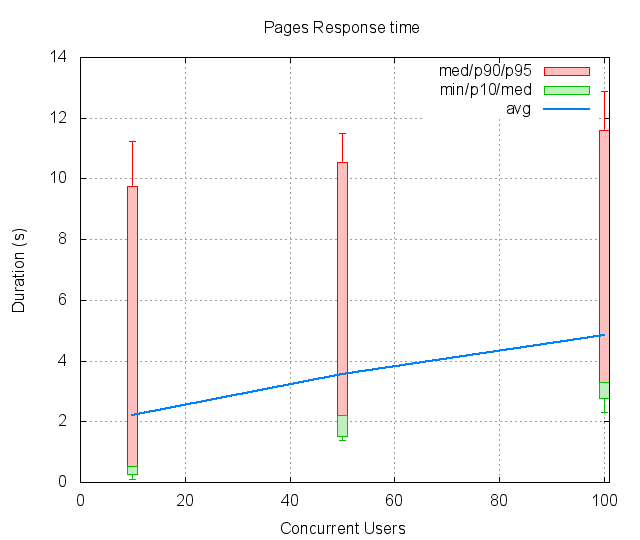 Pages Response time
14
12
10
8
6
4
2
0
Duration (s)
med/p90/p95
min/p10/med
avg
0 20 40 60 80 100
Concurrent Users